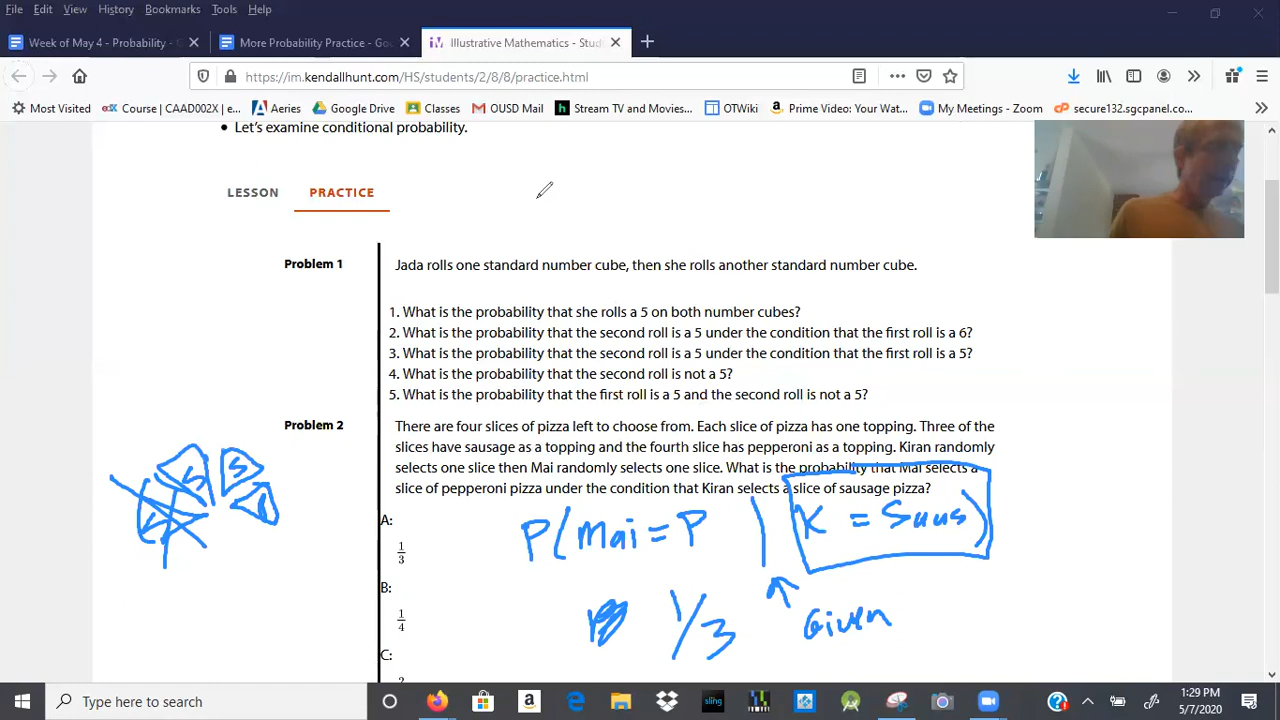 File Edit View History Bookmarks Tools Help
Week of May 4 - Probability - G
More Probability Practice - Goo
Illustrative Mathematics - Stude
https://im.kendallhunt.com/HS/students/2/8/8/practice.html
Most Visited
Course | CAAD002X | e...
Aeries
Google Drive
Classes
OUSD Mail
Stream TV and Movies...
OTWiki
Prime Video: Your Wat...
My Meetings - Zoom
secure132.sgcpanel.co...
Let's examine conditional probability.
LESSON PRACTICE
Problem 1
Jada rolls one standard number cube, then she rolls another standard number cube.
1. What is the probability that she rolls a 5 on both number cubes?
2. What is the probability that the second roll is a 5 under the condition that the first roll is a 6?
3. What is the probability that the second roll is a 5 under the condition that the first roll is a 5?
4. What is the probability that the second roll is not a 5?
5. What is the probability that the first roll is a 5 and the second roll is not a 5?
Problem 2
There are four slices of pizza left to choose from. Each slice of pizza has one topping. Three of the
slices have sausage as a topping and the fourth slice has pepperoni as a topping. Kiran randomly
selects one slice then Mai randomly selects one slice. What is the probability that Mai selects a
slice of pepperoni pizza under the condition that Kiran selects a slice of sausage pizza?
S S
P(Mai = P | K = Saus)
A:
1/3
B:
1/4
1/3
Given
C:
Type here to search
sling
1:29 PM
5/7/2020